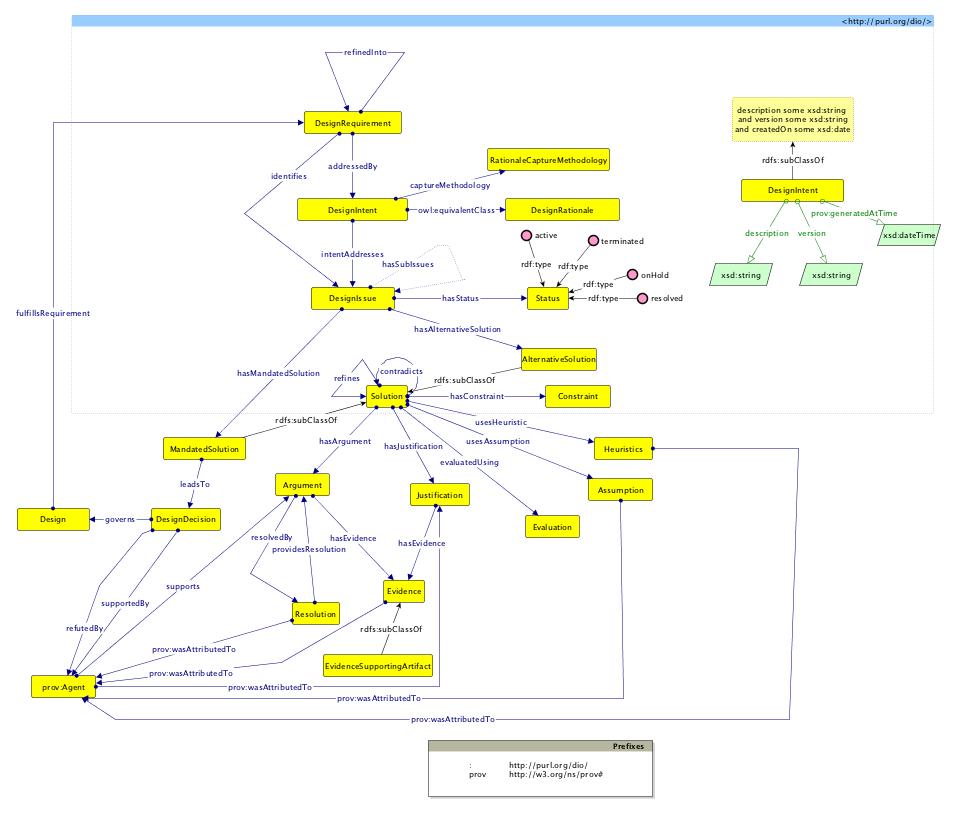 <http://purl.org/dio/>
refinedInto
description some xsd:string
and version some xsd:string
and createdOn some xsd:date
DesignRequirement
rdfs:subClassOf
RationaleCaptureMethodology
addressedBy
identifies
captureMethodology
DesignIntent
DesignIntent
owl:equivalentClass
DesignRationale
prov:generatedAtTime
description
version
xsd:dateTime
active
terminated
intentAddresses
hasSubIssues
rdf:type
rdf:type
onHold
xsd:string
xsd:string
rdf:type
DesignIssue
hasStatus
Status
rdf:type
resolved
fulfillsRequirement
hasAlternativeSolution
AlternativeSolution
hasMandatedSolution
contradicts
refines
rdfs:subClassOf
Solution
hasConstraint
Constraint
rdfs:subClassOf
usesHeuristic
hasArgument
hasJustification
usesAssumption
MandatedSolution
Heuristics
evaluatedUsing
leadsTo
Argument
Justification
Assumption
Design
governs
DesignDecision
Evaluation
resolvedBy
hasEvidence
hasEvidence
providesResolution
supports
Evidence
supportedBy
Resolution
refutedBy
rdfs:subClassOf
prov:wasAttributedTo
EvidenceSupportingArtifact
prov:wasAttributedTo
prov:Agent
prov:wasAttributedTo
prov:wasAttributedTo
prov:wasAttributedTo
Prefixes
: http://purl.org/dio/
prov http://w3.org/ns/prov#